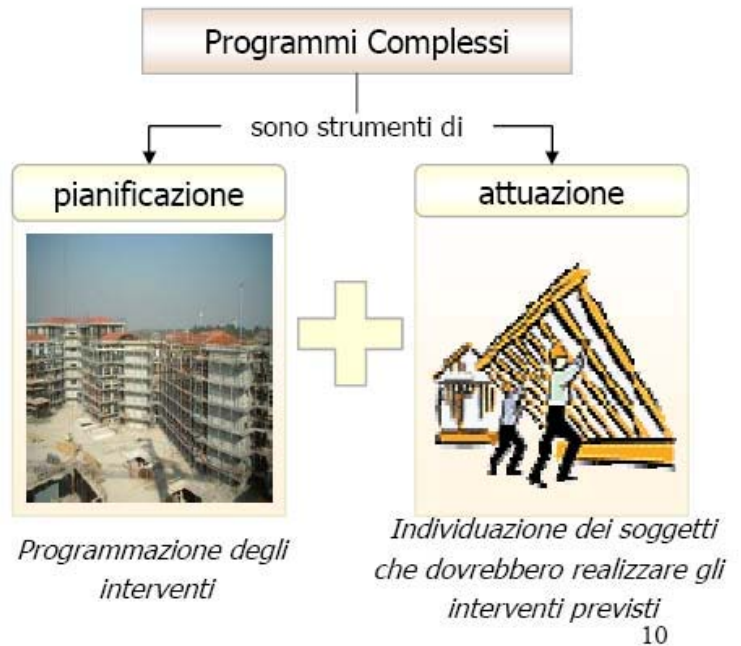 Programmi Complessi
sono strumenti di
pianificazione
attuazione
Programmazione degli
interventi
Individuazione dei soggetti
che dovrebbero realizzare gli
interventi previsti
10